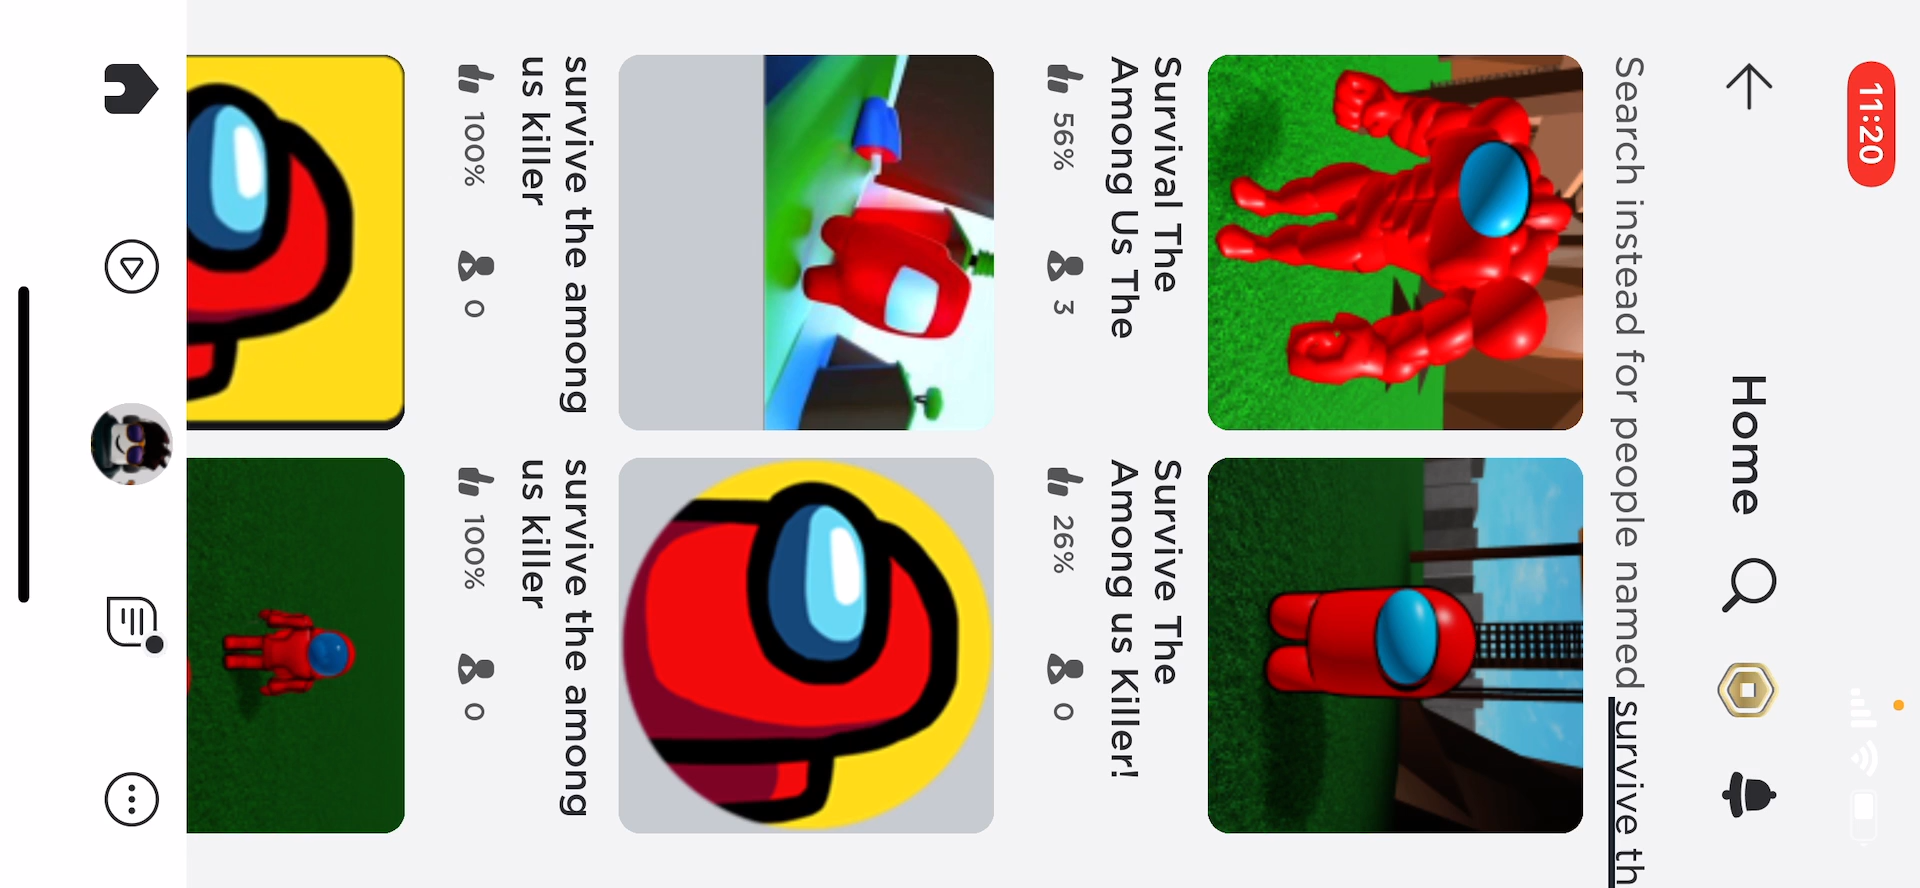 11:20
Home
Search instead for people named survive th
Survival The
Among Us The
56% 3
Survive The
Among us Killer!
26% 0
survive the among
us killer
100% 0
survive the among
us killer
100% 0